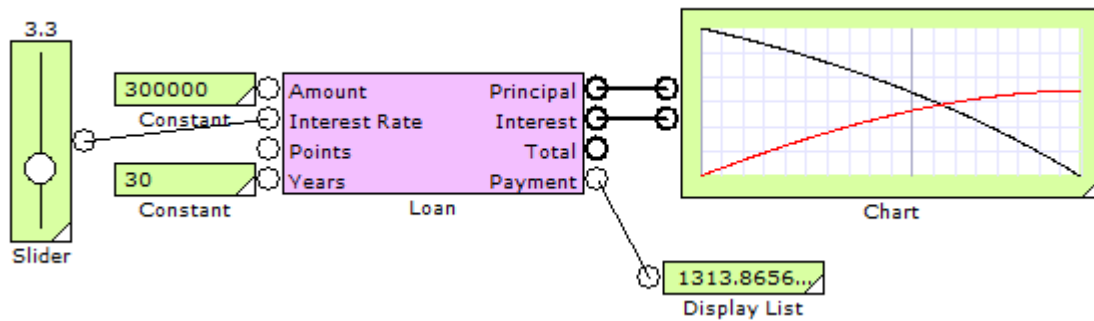 3.3
Slider
300000
Constant
30
Constant
Amount
Interest Rate
Points
Years
Principal
Interest
Total
Payment
Loan
Chart
1313.8656...
Display List